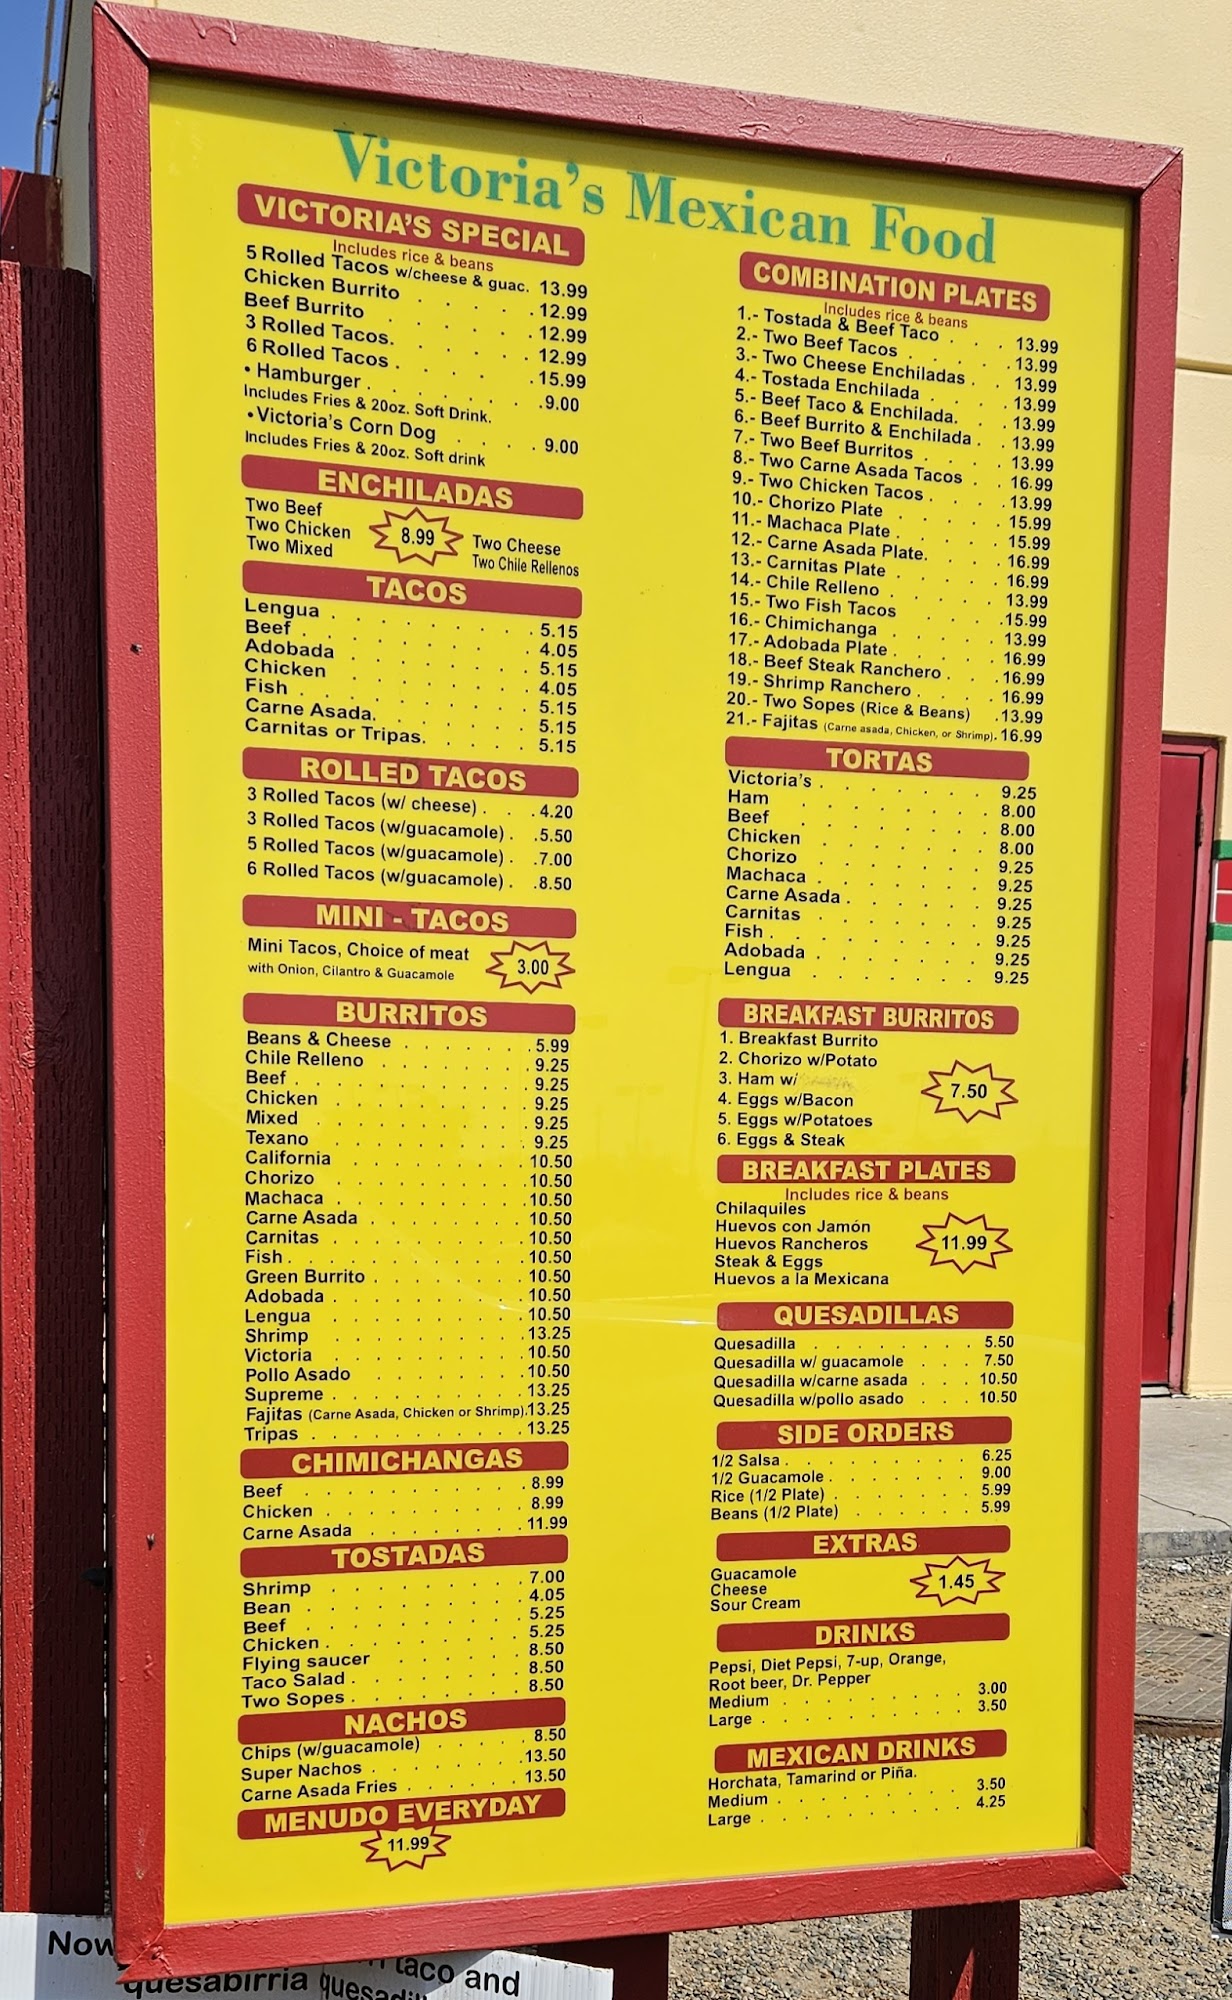 Victoria's Mexican Food
VICTORIA'S SPECIAL
Includes rice & beans
5 Rolled Tacos w/cheese & guac. 13.99
Chicken Burrito . . . . . 12.99
Beef Burrito . . . . . . 12.99
3 Rolled Tacos. . . . . . 12.99
6 Rolled Tacos . . . . . 15.99
• Hamburger . . . . . . .9.00
Includes Fries & 20oz. Soft Drink.
•Victoria's Corn Dog . . . . 9.00
Includes Fries & 20oz. Soft drink
ENCHILADAS
Two Beef
Two Chicken
Two Mixed
8.99
Two Cheese
Two Chile Rellenos
TACOS
Lengua . . . . . . . . . 5.15
Beef . . . . . . . . . . 4.05
Adobada . . . . . . . . 5.15
Chicken . . . . . . . . 4.05
Fish . . . . . . . . . . 5.15
Carne Asada. . . . . . . 5.15
Carnitas or Tripas. . . . . 5.15
ROLLED TACOS
3 Rolled Tacos (w/ cheese) . . . 4.20
3 Rolled Tacos (w/guacamole) . .5.50
5 Rolled Tacos (w/guacamole) . .7.00
6 Rolled Tacos (w/guacamole) . .8.50
MINI - TACOS
Mini Tacos, Choice of meat
with Onion, Cilantro & Guacamole
3.00
BURRITOS
Beans & Cheese . . . . . . . 5.99
Chile Relleno . . . . . . . . 9.25
Beef . . . . . . . . . . . 9.25
Chicken . . . . . . . . . . 9.25
Mixed . . . . . . . . . . 9.25
Texano . . . . . . . . . . 9.25
California . . . . . . . . . 10.50
Chorizo . . . . . . . . . 10.50
Machaca . . . . . . . . . 10.50
Carne Asada . . . . . . . . 10.50
Carnitas . . . . . . . . . 10.50
Fish . . . . . . . . . . . 10.50
Green Burrito . . . . . . . . 10.50
Adobada . . . . . . . . . 10.50
Lengua . . . . . . . . . . 10.50
Shrimp . . . . . . . . . . 13.25
Victoria . . . . . . . . . . 10.50
Pollo Asado . . . . . . . . 10.50
Supreme . . . . . . . . . 13.25
Fajitas (Carne Asada, Chicken or Shrimp).13.25
Tripas . . . . . . . . . . 13.25
CHIMICHANGAS
Beef . . . . . . . . . . 8.99
Chicken . . . . . . . . . 8.99
Carne Asada . . . . . . . . 11.99
TOSTADAS
Shrimp . . . . . . . . . 7.00
Bean . . . . . . . . . . 4.05
Beef . . . . . . . . . . 5.25
Chicken . . . . . . . . . 5.25
Flying saucer . . . . . . . 8.50
Taco Salad . . . . . . . . 8.50
Two Sopes . . . . . . . . 8.50
NACHOS
Chips (w/guacamole) . . . . . 8.50
Super Nachos . . . . . . . 13.50
Carne Asada Fries . . . . . . 13.50
MENUDO EVERYDAY
11.99
COMBINATION PLATES
Includes rice & beans
1.- Tostada & Beef Taco . . . 13.99
2.- Two Beef Tacos . . . . . 13.99
3.- Two Cheese Enchiladas . . 13.99
4.- Tostada Enchilada . . . . 13.99
5.- Beef Taco & Enchilada. . . 13.99
6.- Beef Burrito & Enchilada . . 13.99
7.- Two Beef Burritos . . . . 13.99
8.- Two Carne Asada Tacos . . 16.99
9.- Two Chicken Tacos . . . . 13.99
10.- Chorizo Plate . . . . . 15.99
11.- Machaca Plate . . . . . 15.99
12.- Carne Asada Plate. . . . 16.99
13.- Carnitas Plate . . . . . 16.99
14.- Chile Relleno . . . . . . 13.99
15.- Two Fish Tacos . . . . .15.99
16.- Chimichanga . . . . . . 13.99
17.- Adobada Plate . . . . . 16.99
18.- Beef Steak Ranchero . . . 16.99
19.- Shrimp Ranchero . . . . 16.99
20.- Two Sopes (Rice & Beans) .13.99
21.- Fajitas (Carne asada, Chicken, or Shrimp). 16.99
TORTAS
Victoria's . . . . . . . . 9.25
Ham . . . . . . . . . 8.00
Beef . . . . . . . . . 8.00
Chicken . . . . . . . . 8.00
Chorizo . . . . . . . . 9.25
Machaca . . . . . . . . 9.25
Carne Asada . . . . . . . 9.25
Carnitas . . . . . . . . 9.25
Fish . . . . . . . . . . 9.25
Adobada . . . . . . . . 9.25
Lengua . . . . . . . . 9.25
BREAKFAST BURRITOS
1. Breakfast Burrito
2. Chorizo w/Potato
3. Ham w/
4. Eggs w/Bacon
5. Eggs w/Potatoes
6. Eggs & Steak
7.50
BREAKFAST PLATES
Includes rice & beans
Chilaquiles
Huevos con Jamón
Huevos Rancheros
Steak & Eggs
Huevos a la Mexicana
11.99
QUESADILLAS
Quesadilla . . . . . . . . 5.50
Quesadilla w/ guacamole . . . 7.50
Quesadilla w/carne asada . . . 10.50
Quesadilla w/pollo asado . . . 10.50
SIDE ORDERS
1/2 Salsa . . . . . . . . . 6.25
1/2 Guacamole . . . . . . . 9.00
Rice (1/2 Plate) . . . . . . . 5.99
Beans (1/2 Plate) . . . . . . 5.99
EXTRAS
Guacamole
Cheese
Sour Cream
1.45
DRINKS
Pepsi, Diet Pepsi, 7-up, Orange,
Root beer, Dr. Pepper
Medium . . . . . . . . . 3.00
Large . . . . . . . . . . 3.50
MEXICAN DRINKS
Horchata, Tamarind or Piña.
Medium . . . . . . . . . 3.50
Large . . . . . . . . . . 4.25
Now taco and
quesabirria